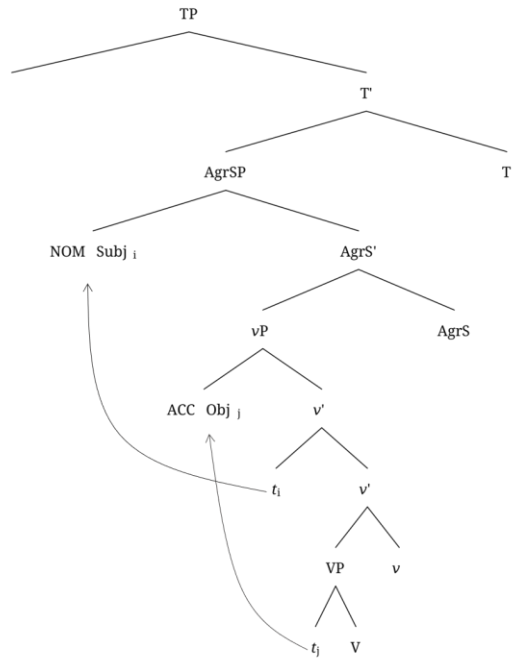 TP
T'
AgrSP T
NOM Subj i AgrS'
vP AgrS
ACC Obj j v'
ti v'
VP v
tj V